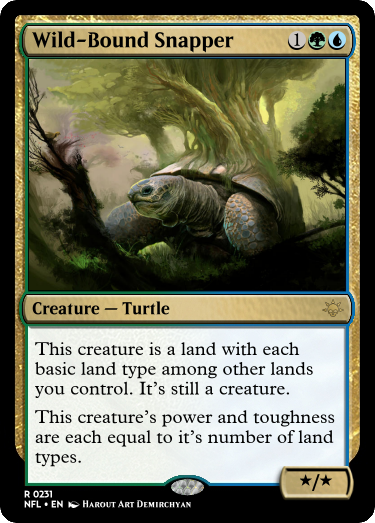 Wild-Bound Snapper 1
Creature — Turtle
This creature is a land with each
basic land type among other lands
you control. It's still a creature.
This creature's power and toughness
are each equal to it's number of land
types.
★/★
R 0231
NFL • EN Harout Art Demirchyan